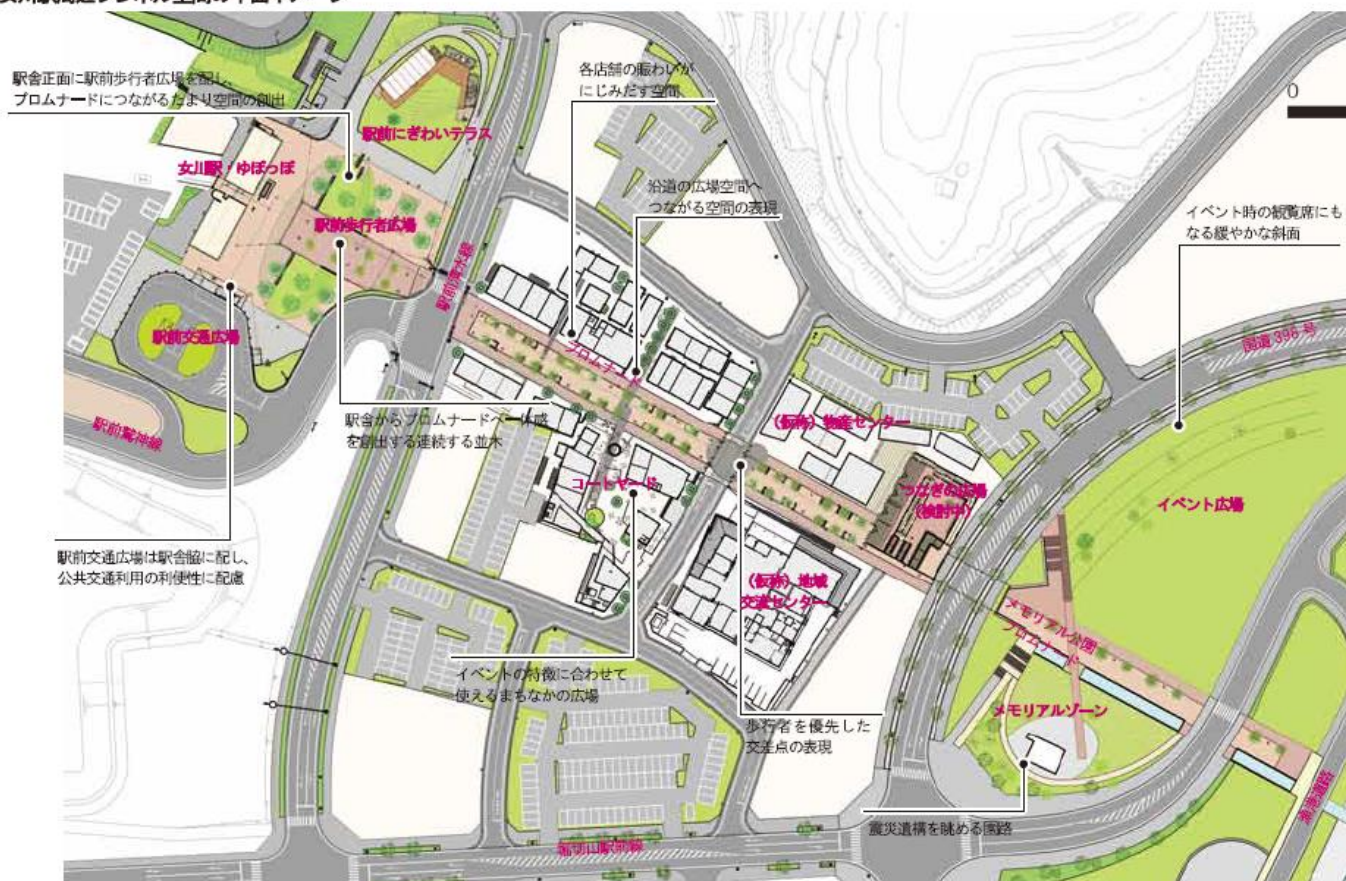 駅舎正面に駅前歩行者広場を配し、
プロムナードにつながるたまり空間の創出
各店舗の賑わいが
にじみだす空間
0
駅前にぎわいテラス
女川駅・ゆぽっぽ
沿道の広場空間へ
つながる空間の表現
イベント時の観覧席にも
なる緩やかな斜面
駅前歩行者広場
駅前清水線
国道398号
駅前交通広場
プロムナード
駅前鷲神線
駅舎からプロムナードへ一体感
を創出する連続する並木
(仮称)物産センター
コートヤード
つなぎの広場
(検討中)
イベント広場
駅前交通広場は駅舎脇に配し、
公共交通利用の利便性に配慮
(仮称)地域
交流センター
メモリアル公園
プロムナード
イベントの特徴に合わせて
使えるまちなかの広場
歩行者を優先した
交差点の表現
メモリアルゾーン
震災遺構を眺める園路
堀切山駅前線